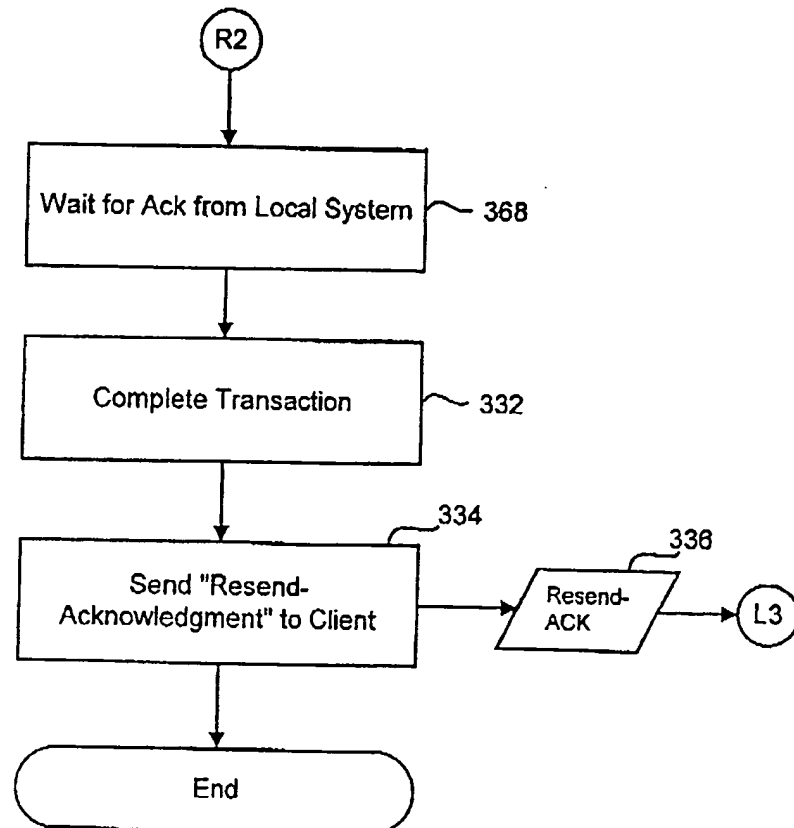 R2
Wait for Ack from Local System
368
Complete Transaction
332
334
Send "Resend-
Acknowledgment" to Client
336
Resend-
ACK
L3
End